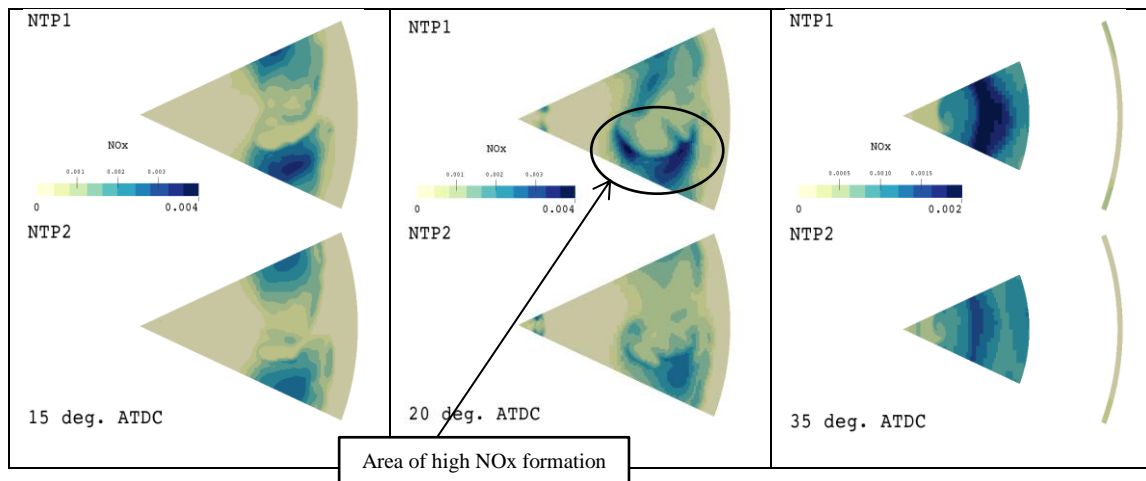 NTP1
NOx
0.001 0.002 0.003
0 0.004
NTP2
15 deg. ATDC
NTP1
NOx
0.001 0.002 0.003
0 0.004
NTP2
20 deg. ATDC
Area of high NOx formation
NTP1
NOx
0.0005 0.0010 0.0015
0 0.002
NTP2
35 deg. ATDC